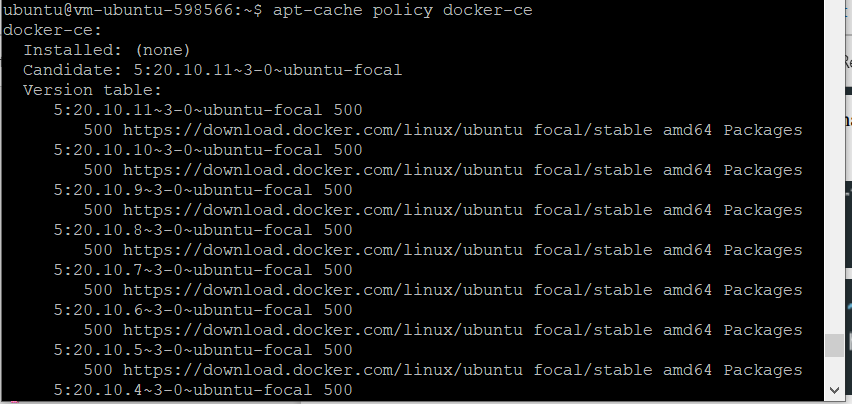 ubuntu@vm-ubuntu-598566:~$ apt-cache policy docker-ce
docker-ce:
  Installed: (none)
  Candidate: 5:20.10.11~3-0~ubuntu-focal
  Version table:
     5:20.10.11~3-0~ubuntu-focal 500
        500 https://download.docker.com/linux/ubuntu focal/stable amd64 Packages
     5:20.10.10~3-0~ubuntu-focal 500
        500 https://download.docker.com/linux/ubuntu focal/stable amd64 Packages
     5:20.10.9~3-0~ubuntu-focal 500
        500 https://download.docker.com/linux/ubuntu focal/stable amd64 Packages
     5:20.10.8~3-0~ubuntu-focal 500
        500 https://download.docker.com/linux/ubuntu focal/stable amd64 Packages
     5:20.10.7~3-0~ubuntu-focal 500
        500 https://download.docker.com/linux/ubuntu focal/stable amd64 Packages
     5:20.10.6~3-0~ubuntu-focal 500
        500 https://download.docker.com/linux/ubuntu focal/stable amd64 Packages
     5:20.10.5~3-0~ubuntu-focal 500
        500 https://download.docker.com/linux/ubuntu focal/stable amd64 Packages
     5:20.10.4~3-0~ubuntu-focal 500